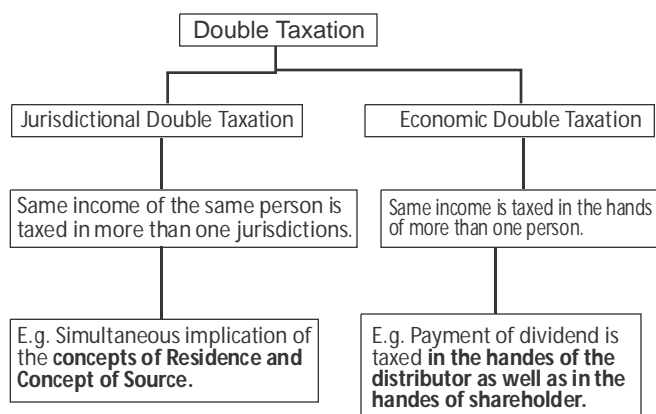 Double Taxation
Jurisdictional Double Taxation
Economic Double Taxation
Same income of the same person is
taxed in more than one jurisdictions.
Same income is taxed in the hands
of more than one person.
E.g. Simultaneous implication of
the concepts of Residence and
Concept of Source.
E.g. Payment of dividend is
taxed in the handes of the
distributor as well as in the
handes of shareholder.